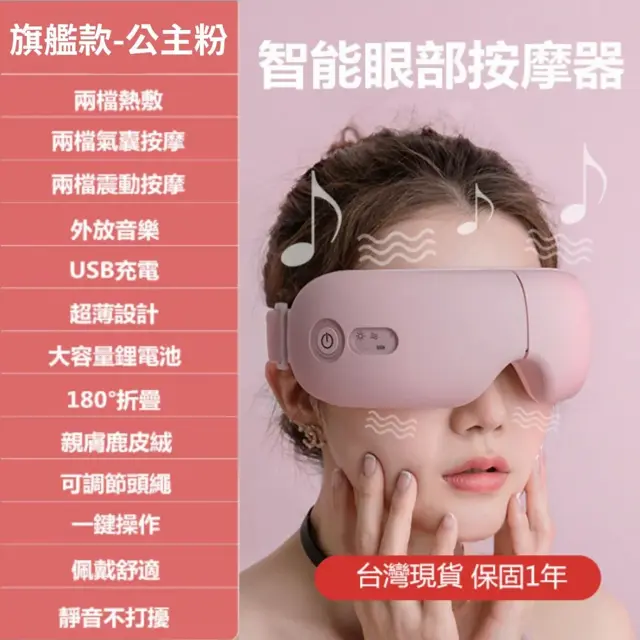 旗艦款-公主粉
智能眼部按摩器
兩檔熱敷
兩檔氣囊按摩
兩檔震動按摩
外放音樂
USB充電
超薄設計
大容量鋰電池
180°折疊
親膚鹿皮絨
可調節頭繩
一鍵操作
佩戴舒適
靜音不打擾
台灣現貨 保固1年